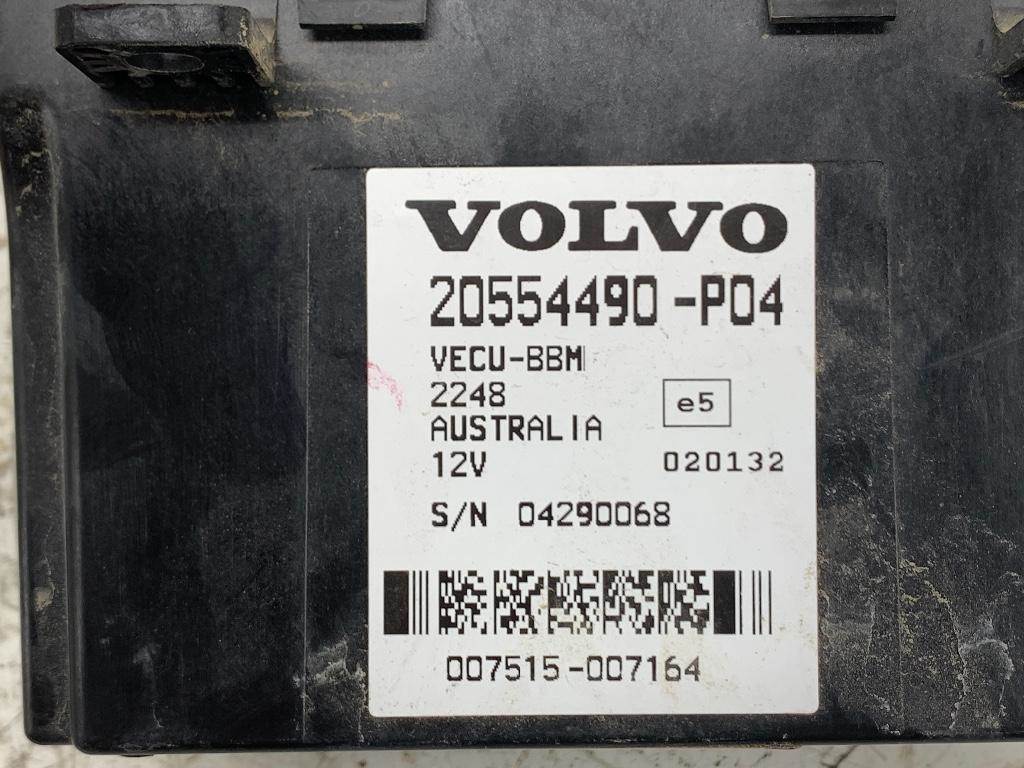 VOLVO
20554490-P04
VECU-BBM
2248
e5
AUSTRALIA
12V 020132
S/N 04290068
007515-007164